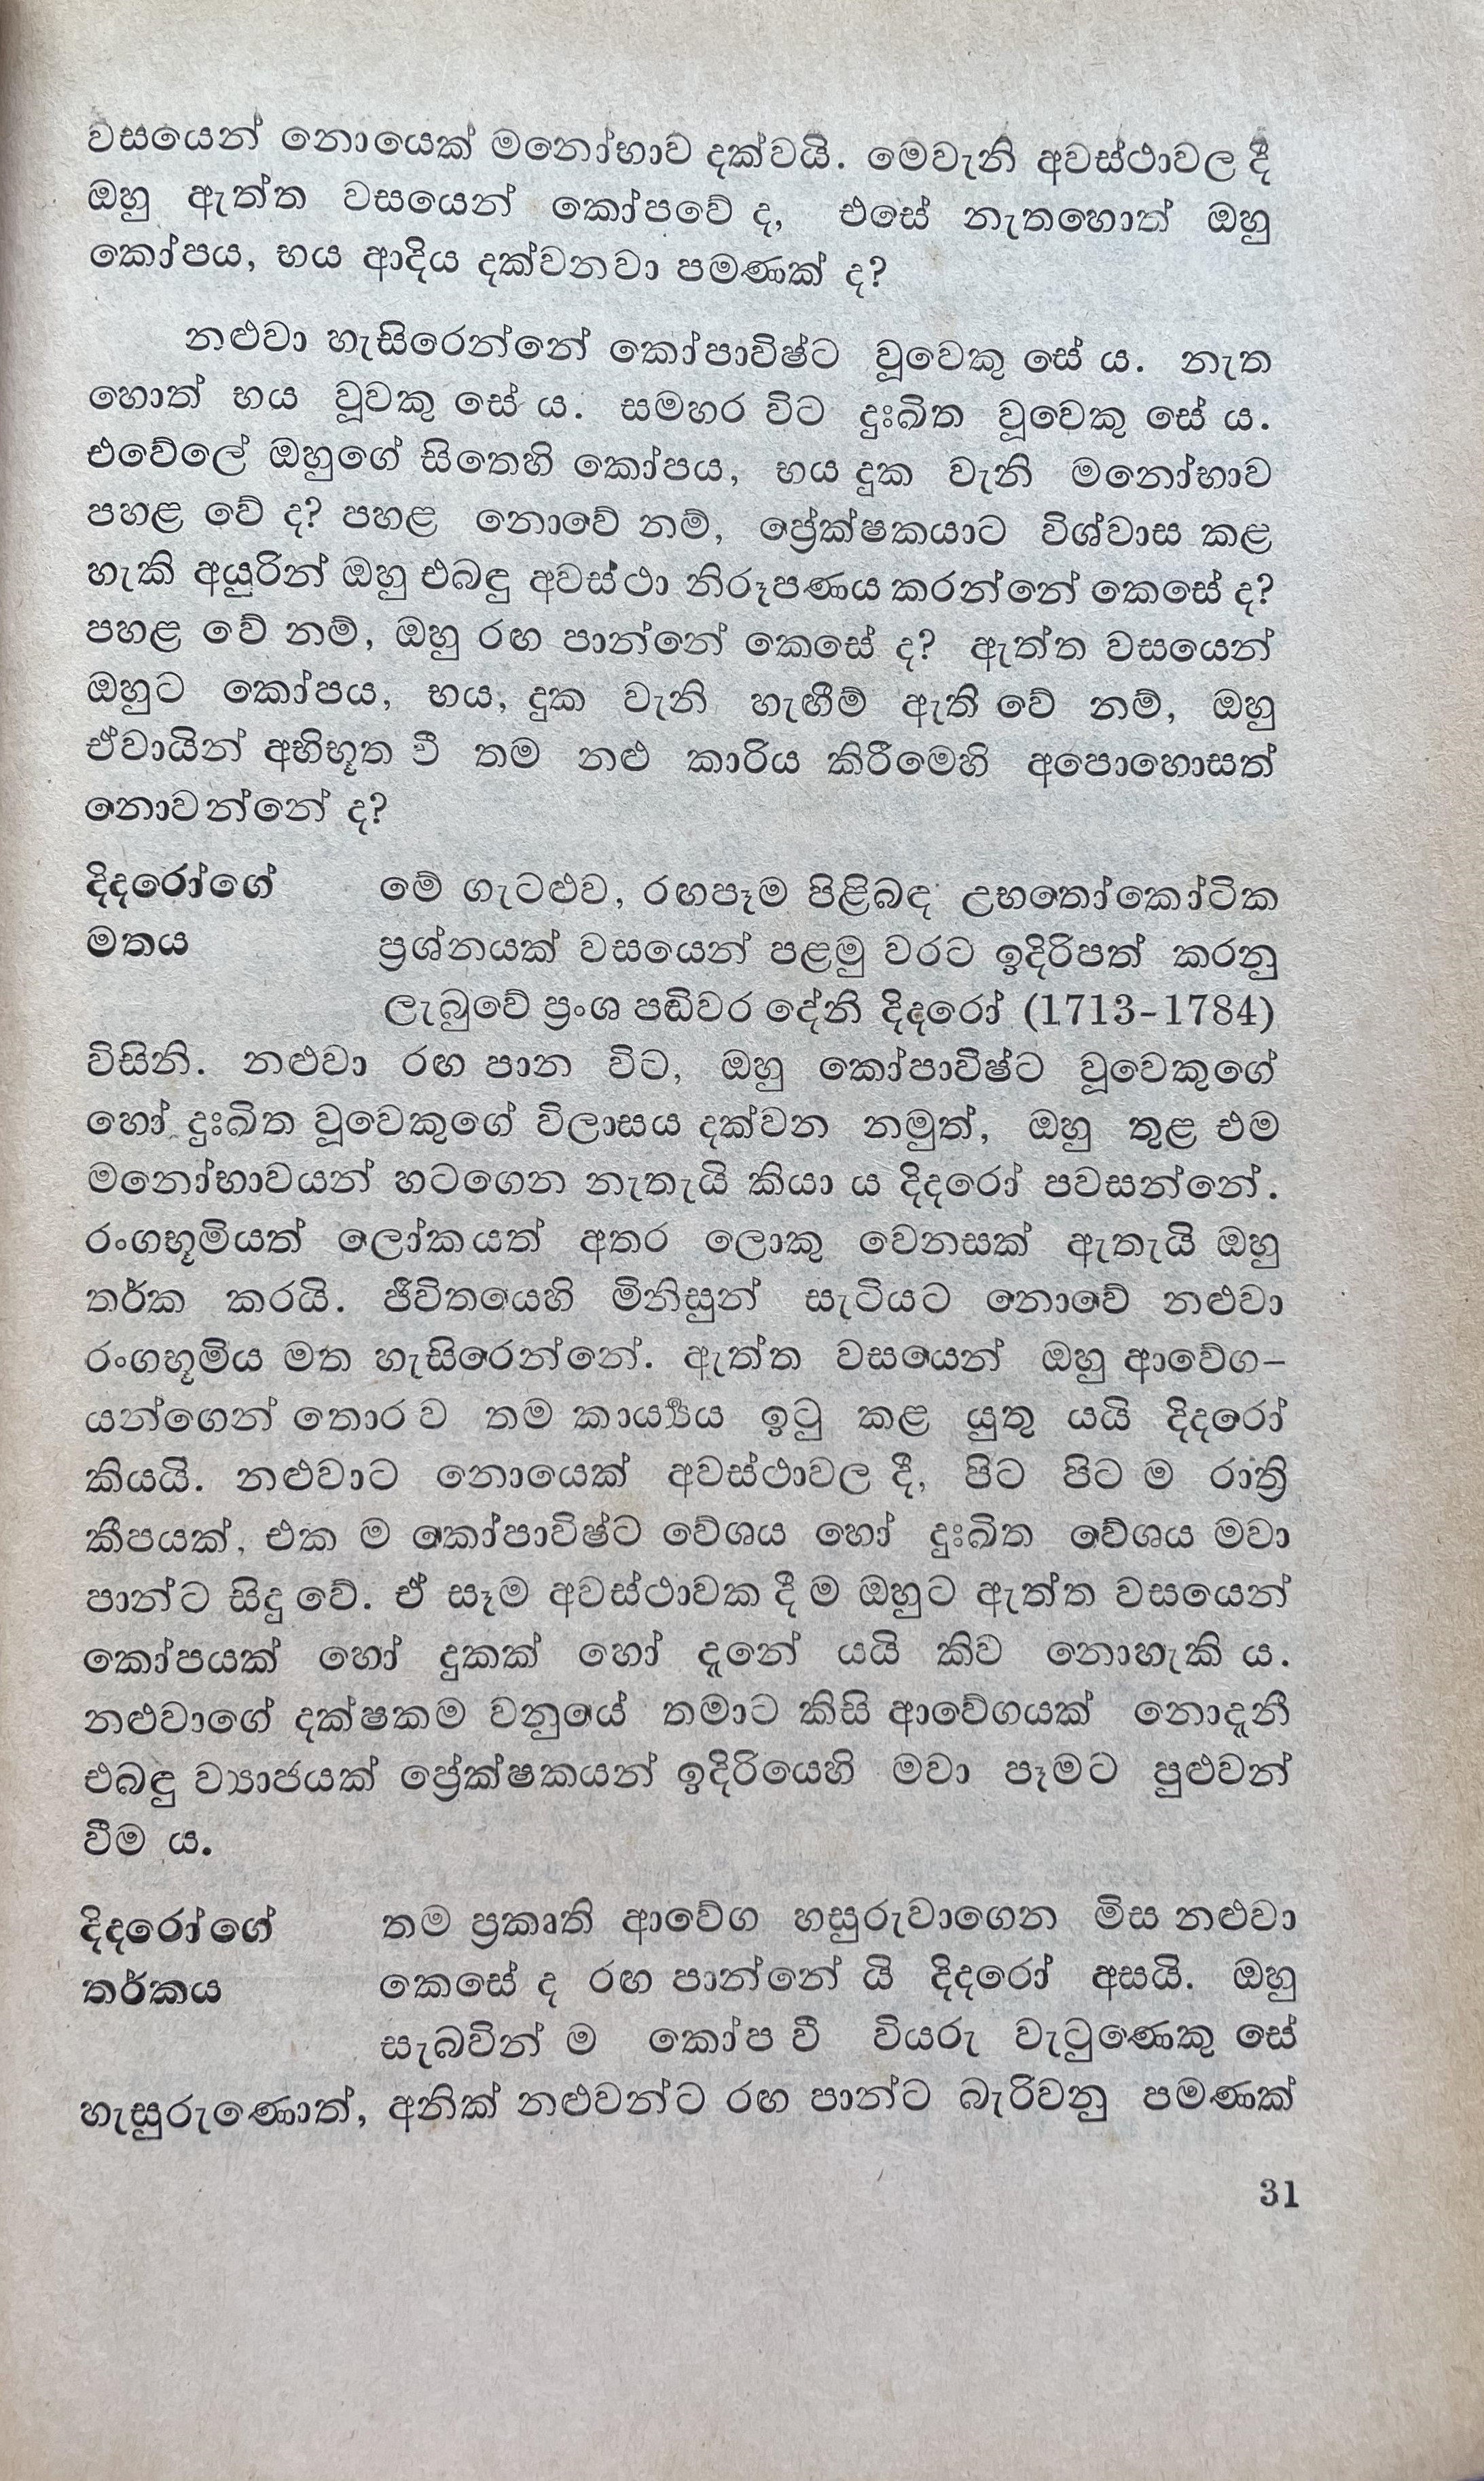 වසයෙන් නොයෙක් මනෝභාව දක්වයි. මෙවැනි අවස්ථාවල දී
ඔහු ඇත්ත වසයෙන් කෝපවේ ද, එසේ නැතහොත් ඔහු
කෝපය, භය ආදිය දක්වනවා පමණක් ද?
නළුවා හැසිරෙන්නේ කෝපාවිෂ්ට වූවෙකු සේ ය. නැත
හොත් භය වූවකු සේ ය. සමහර විට දුඃඛිත වූවෙකු සේ ය.
එවේලේ ඔහුගේ සිතෙහි කෝපය, භය දුක වැනි මනෝභාව
පහළ වේ ද? පහළ නොවේ නම්, ප්‍රේක්ෂකයාට විශ්වාස කළ
හැකි අයුරින් ඔහු එබඳු අවස්ථා නිරූපණය කරන්නේ කෙසේ ද?
පහළ වේ නම්, ඔහු රඟ පාන්නේ කෙසේ ද? ඇත්ත වසයෙන්
ඔහුට කෝපය, භය, දුක වැනි හැඟීම් ඇති වේ නම්, ඔහු
ඒවායින් අභිභූත වී තම නළු කාරිය කිරීමෙහි අපොහොසත්
නොවන්නේ ද?
දිදරෝගේ මේ ගැටළුව, රඟපෑම පිළිබඳ උභතෝකෝටික
මතය ප්‍රශ්නයක් වසයෙන් පළමු වරට ඉදිරිපත් කරනු
ලැබුවේ ප්‍රංශ පඬිවර දේනි දිදරෝ (1713-1784)
විසිනි. නළුවා රඟ පාන විට, ඔහු කෝපාවිෂ්ට වූවෙකුගේ
හෝ දුඃඛිත වූවෙකුගේ විලාසය දක්වන නමුත්, ඔහු තුළ එම
මනෝභාවයන් හටගෙන නැතැයි කියා ය දිදරෝ පවසන්නේ.
රංගභූමියත් ලෝකයත් අතර ලොකු වෙනසක් ඇතැයි ඔහු
තර්ක කරයි. ජීවිතයෙහි මිනිසුන් සැටියට නොවේ නළුවා
රංගභූමිය මත හැසිරෙන්නේ. ඇත්ත වසයෙන් ඔහු ආවේග-
යන්ගෙන් තොර ව තම කාර්‍ය්‍යය ඉටු කළ යුතු යයි දිදරෝ
කියයි. නළුවාට නොයෙක් අවස්ථාවල දී, පිට පිට ම රාත්‍රි
කීපයක්, එක ම කෝපාවිෂ්ට වේශය හෝ දුඃඛිත වේශය මවා
පාන්ට සිදු වේ. ඒ සෑම අවස්ථාවක දී ම ඔහුට ඇත්ත වසයෙන්
කෝපයක් හෝ දුකක් හෝ දැනේ යයි කිව නොහැකි ය.
නළුවාගේ දක්ෂකම වනුයේ තමාට කිසි ආවේගයක් නොදැනී
එබඳු ව්‍යාජයක් ප්‍රේක්ෂකයන් ඉදිරියෙහි මවා පෑමට පුළුවන්
වීම ය.
දිදරෝගේ තම ප්‍රකෘති ආවේග හසුරුවාගෙන මිස නළුවා
තර්කය කෙසේ ද රඟ පාන්නේ යි දිදරෝ අසයි. ඔහු
සැබවින් ම කෝප වී වියරු වැටුණෙකු සේ
හැසුරුණොත්, අනික් නළුවන්ට රඟ පාන්ට බැරිවනු පමණක්
31